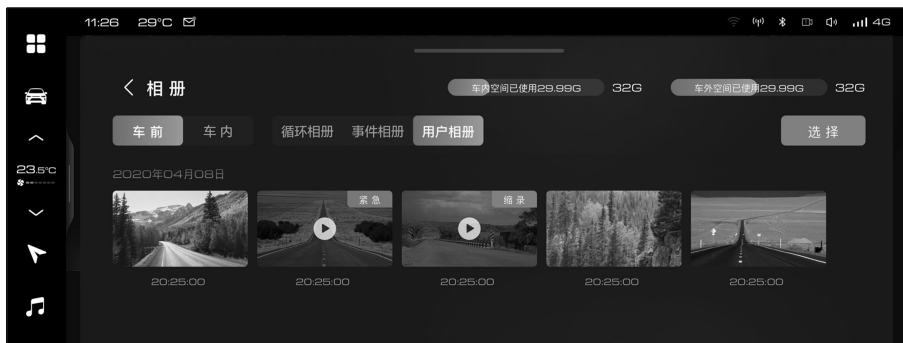 11:26 29°C 4G
相册 车内空间已使用29.99G 32G 车外空间已使用29.99G 32G
车前 车内 循环相册 事件相册 用户相册 选择
23.5°C
2020年04月08日
紧急 缩录
20:25:00 20:25:00 20:25:00 20:25:00 20:25:00